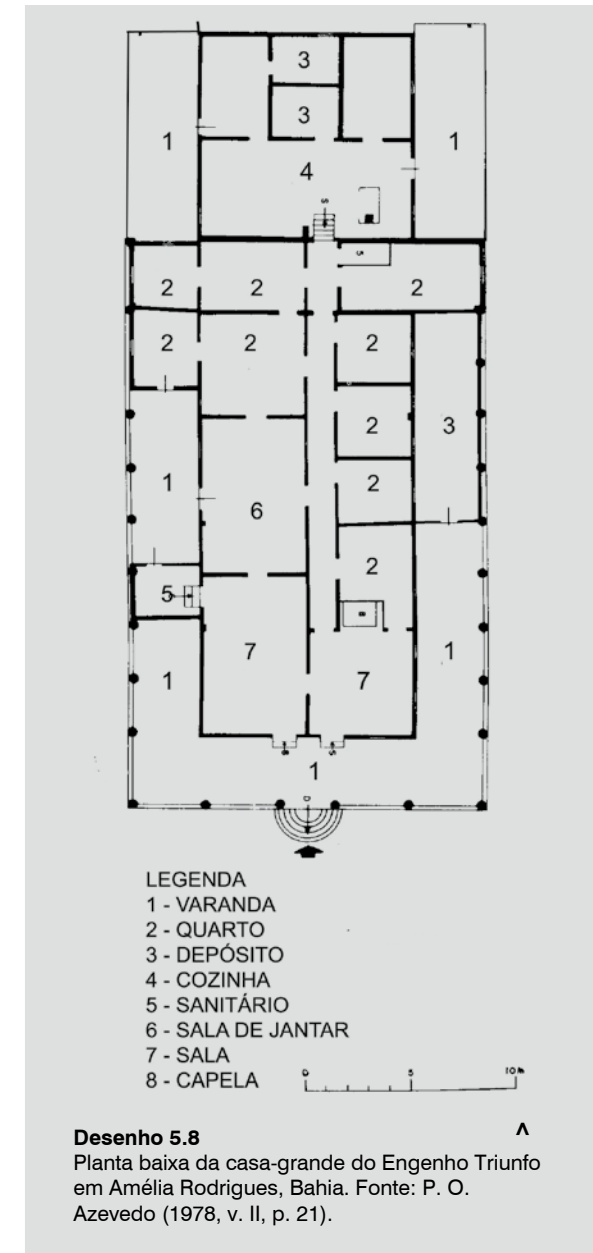 3
3
1
1
4
S
S
2
2
2
2
2
2
2
3
1
6
2
2
5
7
8
1
7
1
S
S
1
D
LEGENDA
1 - VARANDA
2 - QUARTO
3 - DEPÓSITO
4 - COZINHA
5 - SANITÁRIO
6 - SALA DE JANTAR
7 - SALA
8 - CAPELA
0 5 10 m
Desenho 5.8
Planta baixa da casa-grande do Engenho Triunfo
em Amélia Rodrigues, Bahia. Fonte: P. O.
Azevedo (1978, v. II, p. 21).